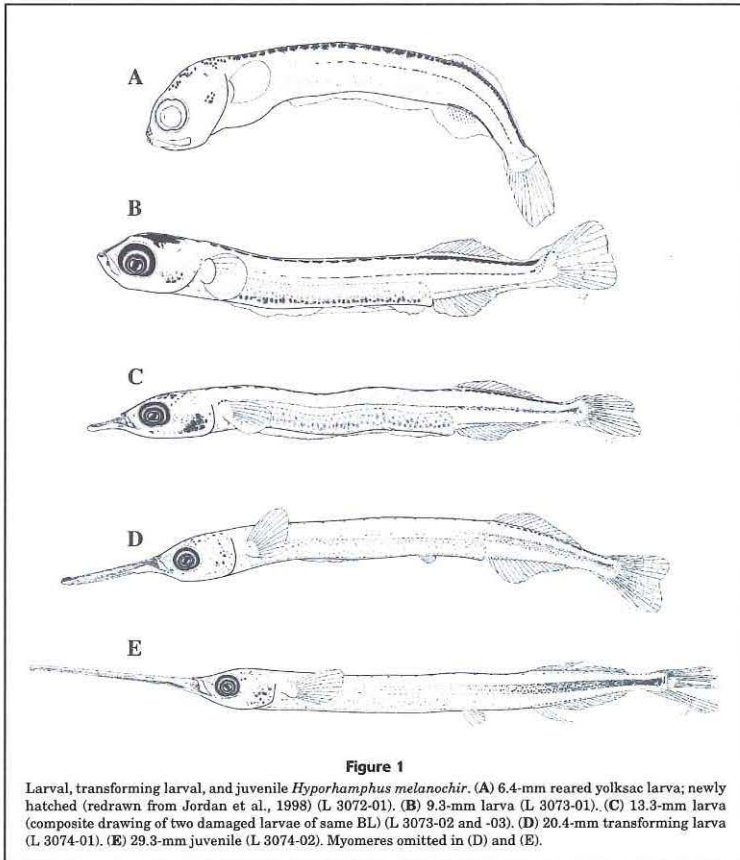 A
B
C
D
E
Figure 1
Larval, transforming larval, and juvenile Hyporhamphus melanochir. (A) 6.4-mm reared yolksac larva; newly
hatched (redrawn from Jordan et al., 1998) (L 3072-01). (B) 9.3-mm larva (L 3073-01). (C) 13.3-mm larva
(composite drawing of two damaged larvae of same BL) (L 3073-02 and -03). (D) 20.4-mm transforming larva
(L 3074-01). (E) 29.3-mm juvenile (L 3074-02). Myomeres omitted in (D) and (E).